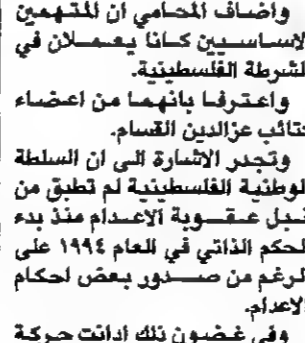 واضاف المحامي ان المتهمين
الاساسيين كانا يعملان في
الشرطة الفلسطينية.
واعترفا بانهما من اعضاء
كتائب عزالدين القسام.
وتجدر الاشارة الى ان السلطة
الوطنية الفلسطينية لم تطبق من
قبل عقوبة الاعدام منذ بدء
الحكم الذاتي في العام ١٩٩٤ على
الرغم من صدور بعض احكام
الاعدام.
وفي غضون ذلك ادانت حركة